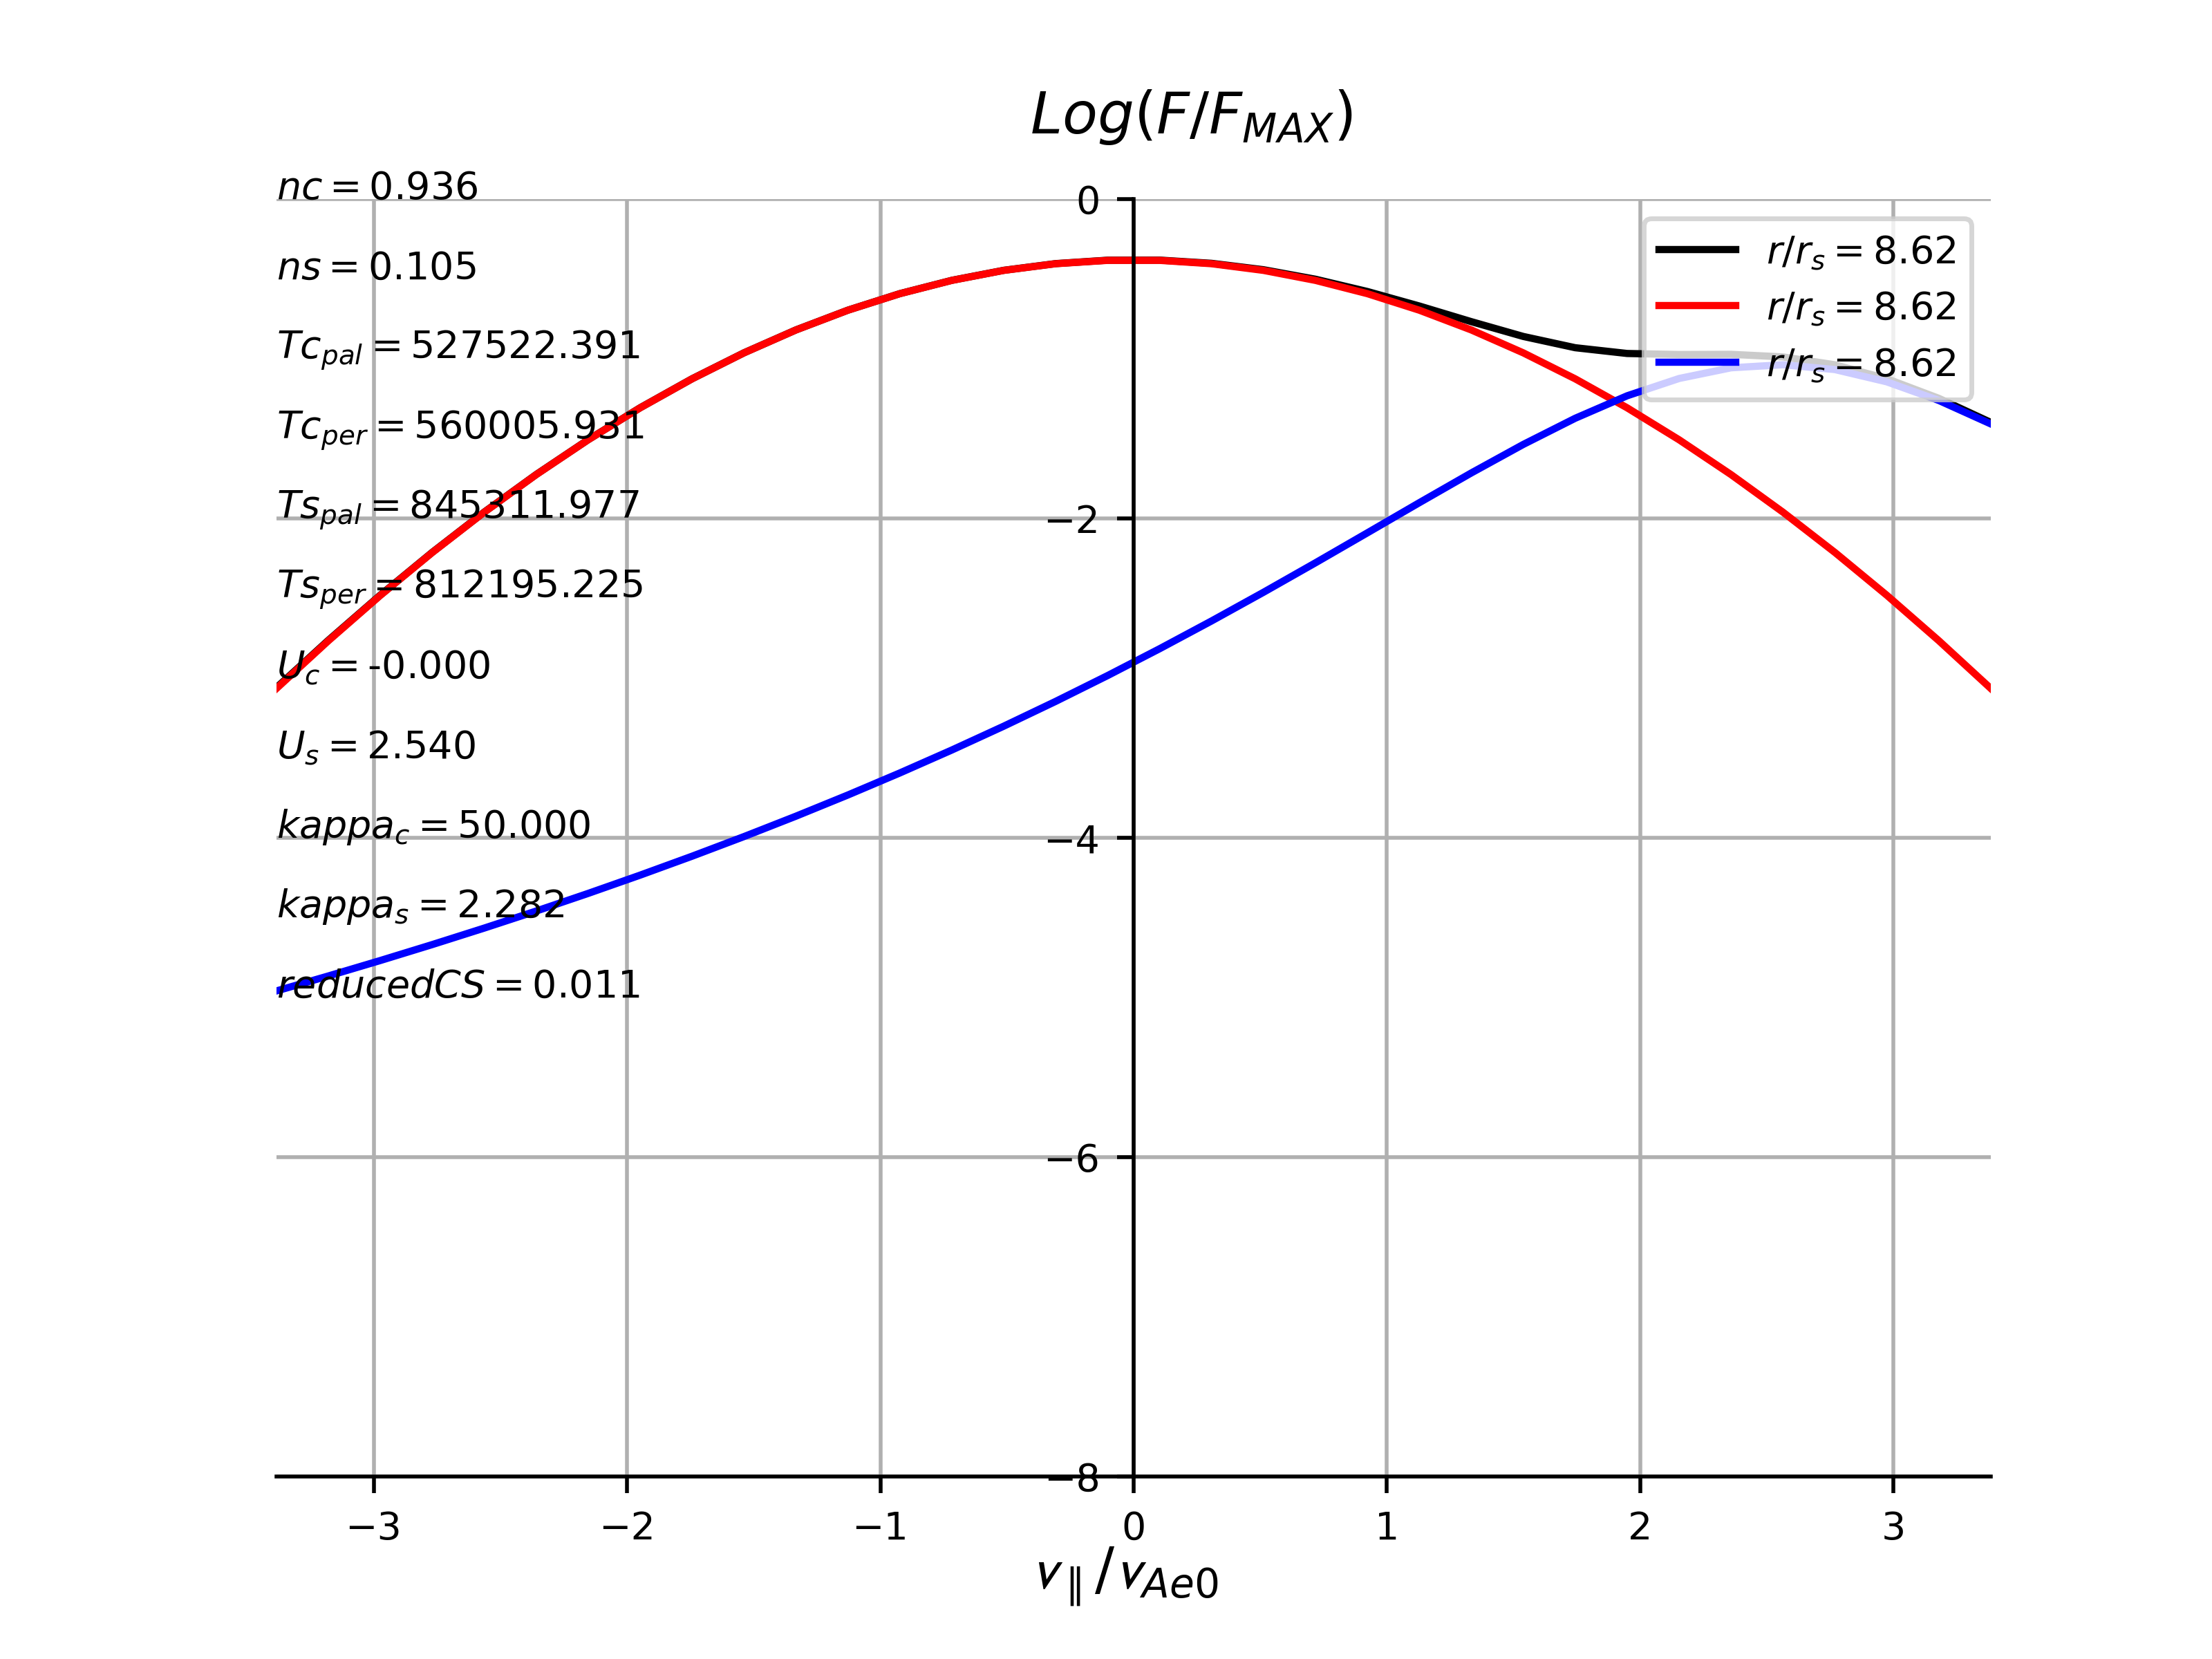 Log(F/F_MAX)
nc = 0.936
ns = 0.105
Tc_pal = 527522.391
Tc_per = 560005.931
Ts_pal = 845311.977
Ts_per = 812195.225
U_c = -0.000
U_s = 2.540
kappa_c = 50.000
kappa_s = 2.282
reducedCS = 0.011
r/r_s = 8.62
r/r_s = 8.62
r/r_s = 8.62
0
−2
−4
−6
−8
−3 −2 −1 0 1 2 3
v_∥/v_Ae0